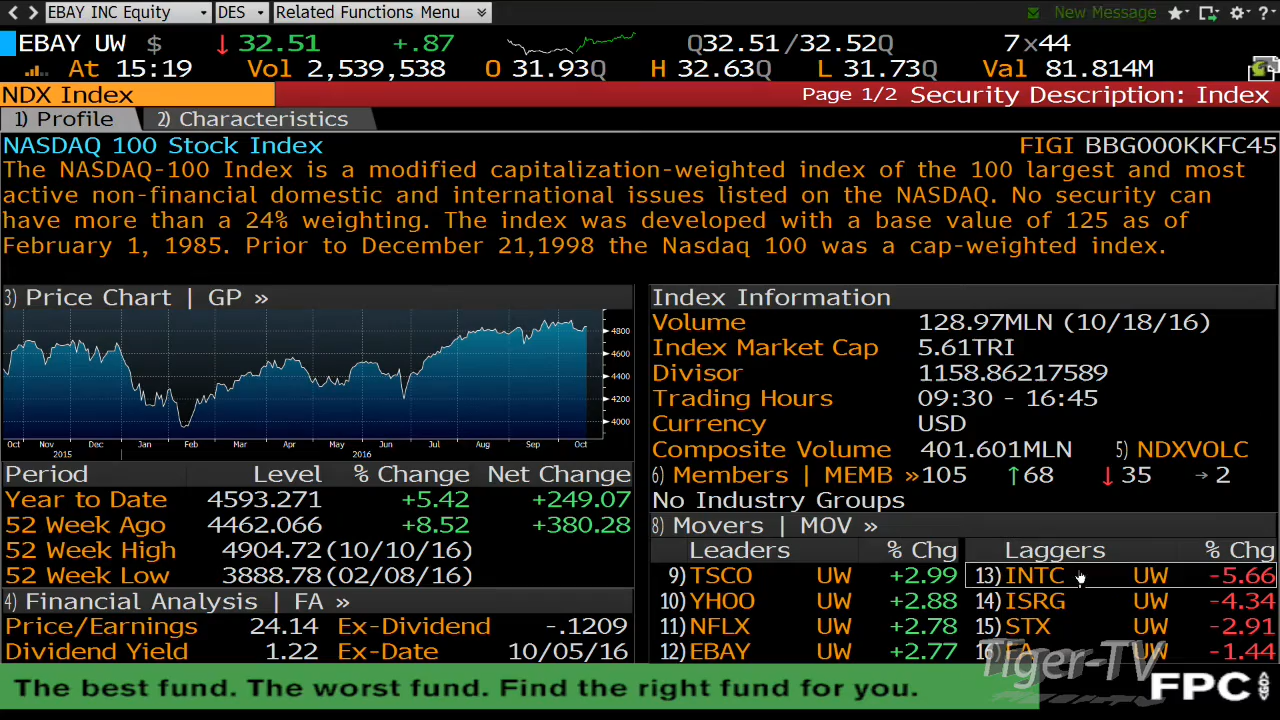 EBAY INC Equity DES Related Functions Menu New Message ?
EBAY UW $ ↓ 32.51 +.87 Q32.51/32.52Q 7×44
At 15:19 Vol 2,539,538 O 31.93Q H 32.63Q L 31.73Q Val 81.814M
NDX Index Page 1/2 Security Description: Index
1) Profile 2) Characteristics
NASDAQ 100 Stock Index FIGI BBG000KKFC45
The NASDAQ-100 Index is a modified capitalization-weighted index of the 100 largest and most
active non-financial domestic and international issues listed on the NASDAQ. No security can
have more than a 24% weighting. The index was developed with a base value of 125 as of
February 1, 1985. Prior to December 21,1998 the Nasdaq 100 was a cap-weighted index.
3) Price Chart | GP »
4800
4600
4400
4200
4000
Oct Nov Dec Jan Feb Mar Apr May Jun Jul Aug Sep Oct
2015 2016
Period Level % Change Net Change
Year to Date 4593.271 +5.42 +249.07
52 Week Ago 4462.066 +8.52 +380.28
52 Week High 4904.72 (10/10/16)
52 Week Low 3888.78 (02/08/16)
4) Financial Analysis | FA »
Price/Earnings 24.14 Ex-Dividend -.1209
Dividend Yield 1.22 Ex-Date 10/05/16
Index Information
Volume 128.97MLN (10/18/16)
Index Market Cap 5.61TRI
Divisor 1158.86217589
Trading Hours 09:30 - 16:45
Currency USD
Composite Volume 401.601MLN 5) NDXVOLC
6) Members | MEMB » 105 ↑68 ↓35 → 2
No Industry Groups
8) Movers | MOV »
Leaders % Chg Laggers % Chg
9) TSCO UW +2.99 13) INTC UW -5.66
10) YHOO UW +2.88 14) ISRG UW -4.34
11) NFLX UW +2.78 15) STX UW -2.91
12) EBAY UW +2.77 16) UW -1.44
Tiger-TV
The best fund. The worst fund. Find the right fund for you.
FPC